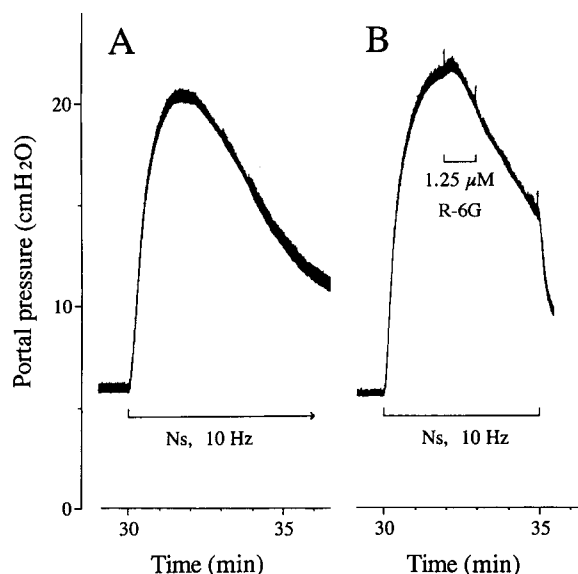 A
B
Portal pressure (cmH2O)
20
10
0
1.25 μM
R-6G
Ns, 10 Hz
Ns, 10 Hz
30
35
30
35
Time (min)
Time (min)